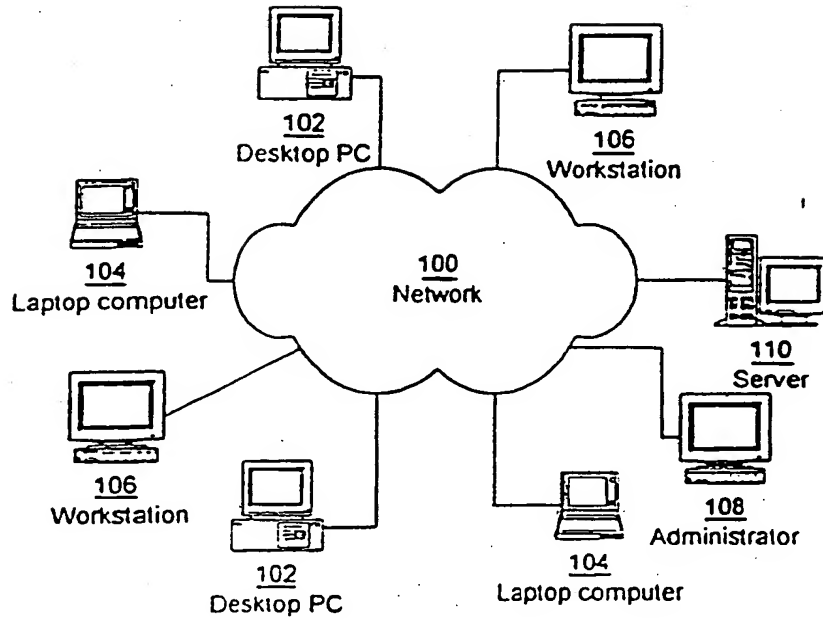 102
Desktop PC
106
Workstation
104
Laptop computer
100
Network
110
Server
106
Workstation
108
Administrator
102
Desktop PC
104
Laptop computer